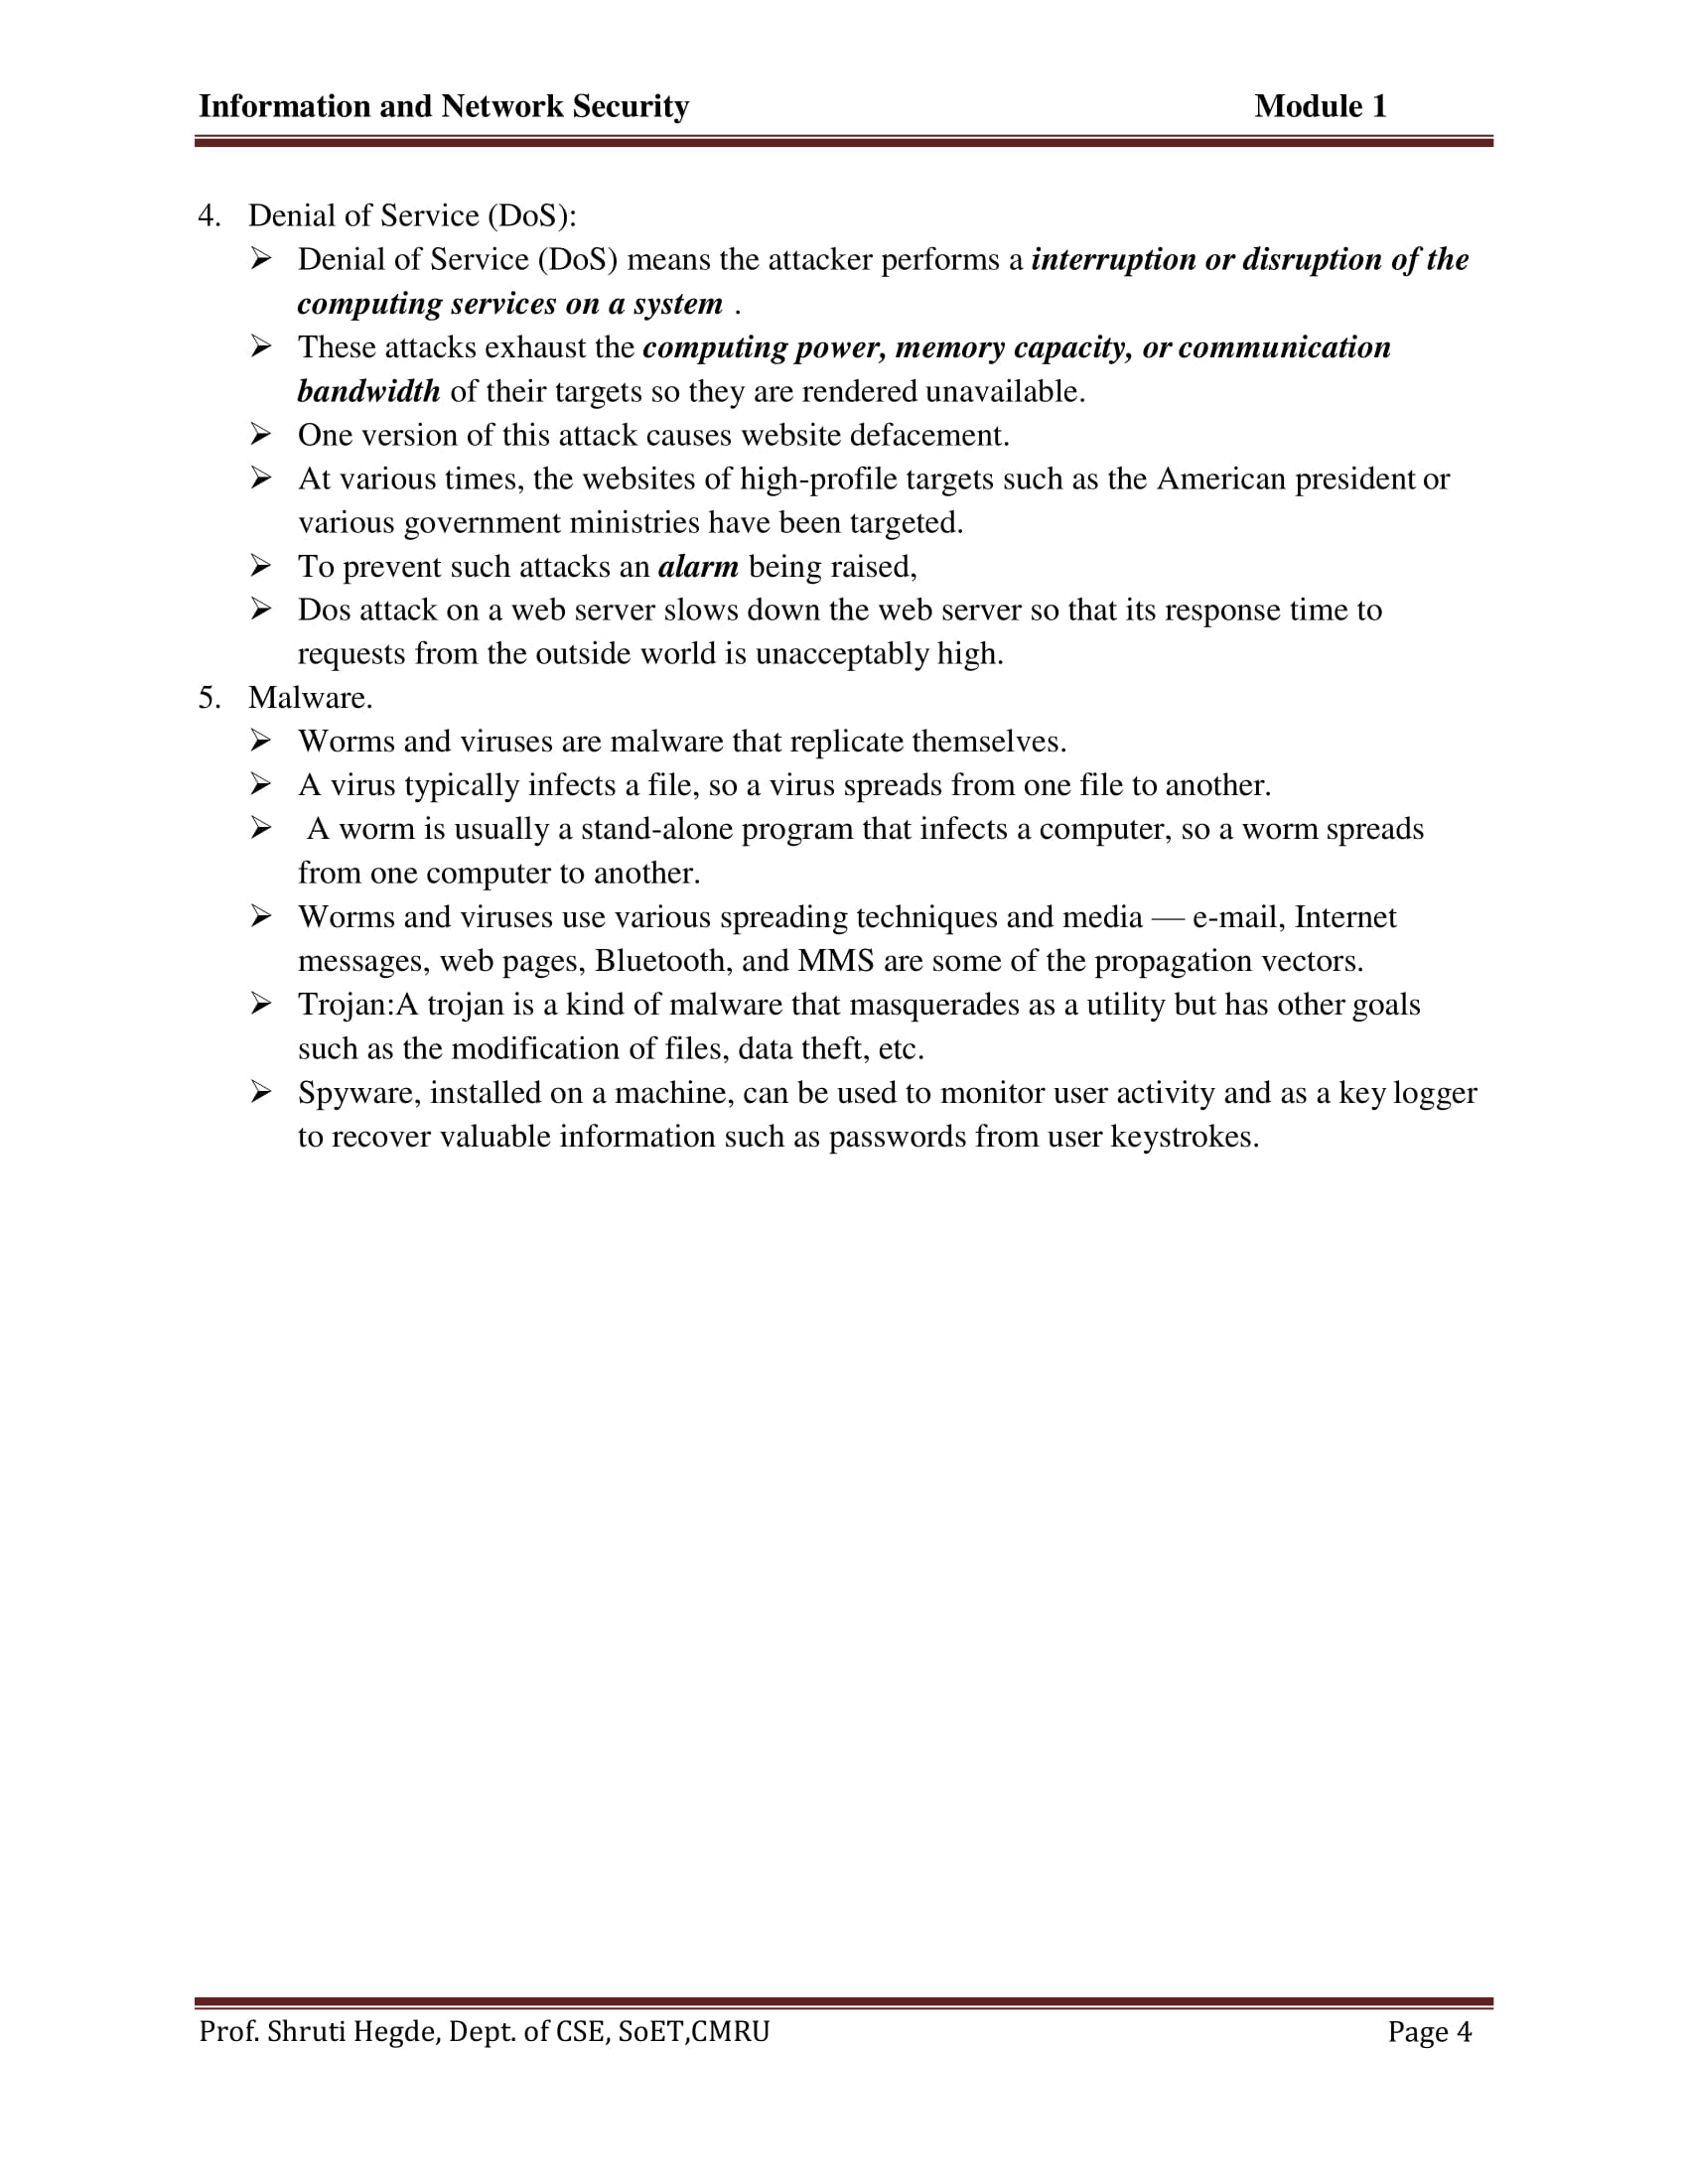 Information and Network Security Module 1
4. Denial of Service (DoS):
➢ Denial of Service (DoS) means the attacker performs a interruption or disruption of the
computing services on a system .
➢ These attacks exhaust the computing power, memory capacity, or communication
bandwidth of their targets so they are rendered unavailable.
➢ One version of this attack causes website defacement.
➢ At various times, the websites of high-profile targets such as the American president or
various government ministries have been targeted.
➢ To prevent such attacks an alarm being raised,
➢ Dos attack on a web server slows down the web server so that its response time to
requests from the outside world is unacceptably high.
5. Malware.
➢ Worms and viruses are malware that replicate themselves.
➢ A virus typically infects a file, so a virus spreads from one file to another.
➢ A worm is usually a stand-alone program that infects a computer, so a worm spreads
from one computer to another.
➢ Worms and viruses use various spreading techniques and media — e-mail, Internet
messages, web pages, Bluetooth, and MMS are some of the propagation vectors.
➢ Trojan:A trojan is a kind of malware that masquerades as a utility but has other goals
such as the modification of files, data theft, etc.
➢ Spyware, installed on a machine, can be used to monitor user activity and as a key logger
to recover valuable information such as passwords from user keystrokes.
Prof. Shruti Hegde, Dept. of CSE, SoET,CMRU Page 4